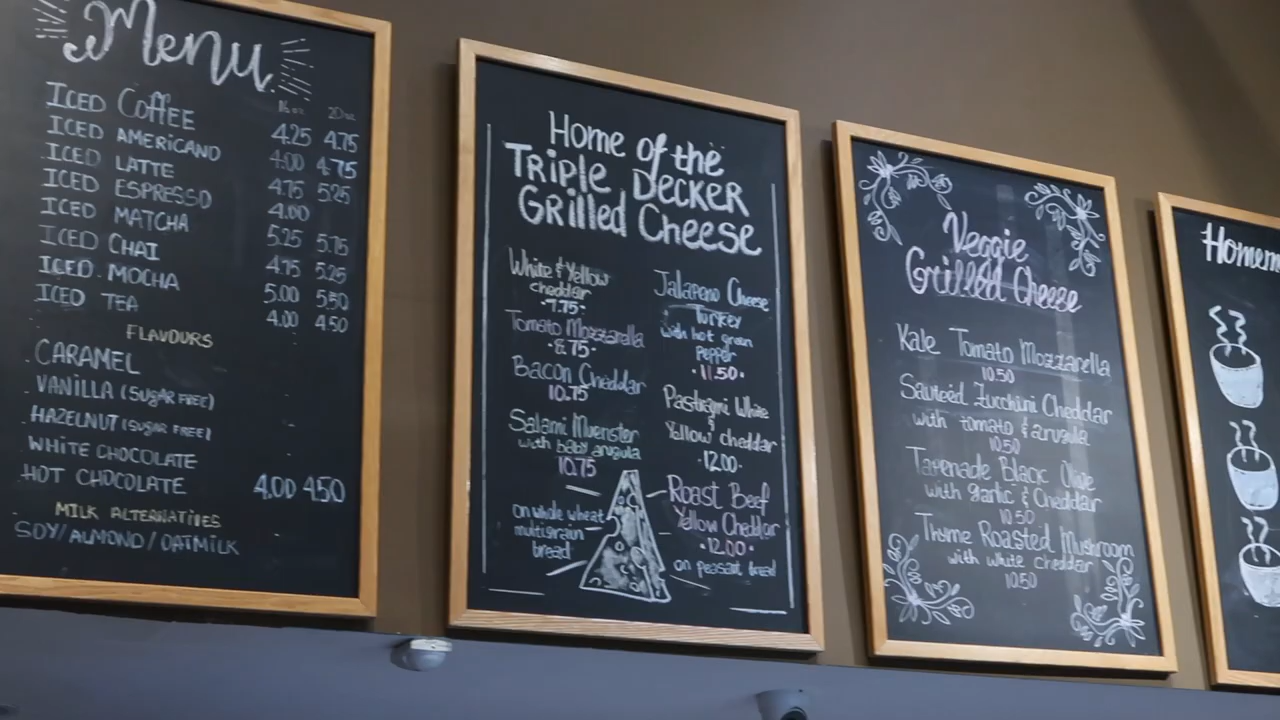 Menu
16oz 20oz
ICED COFFEE 4.25 4.75
ICED AMERICANO 4.00 4.75
ICED LATTE 4.75 5.25
ICED ESPRESSO 4.00
ICED MATCHA 5.25 5.75
ICED CHAI 4.75 5.25
ICED MOCHA 5.00 5.50
ICED TEA 4.00 4.50
FLAVOURS
CARAMEL
VANILLA (SUGAR FREE)
HAZELNUT (SUGAR FREE)
WHITE CHOCOLATE
HOT CHOCOLATE 4.00 4.50
MILK ALTERNATIVES
SOY/ALMOND/OATMILK
Home of the
TRIPLE DECKER
GRilled Cheese
White & Yellow
cheddar
7.75
Tomato Mozzarella
8.75
Bacon Cheddar
10.75
Salami Muenster
with baby arugula
10.75
on whole wheat
multigrain
bread
Jalapeno Cheese
Turkey
with hot green
pepper
11.50
Pastrami White
Yellow cheddar
12.00
Roast Beef
Yellow Cheddar
12.00
on peasant bread
Veggie
Grilled Cheese
Kale Tomato Mozzarella
10.50
Sauteed Zucchini Cheddar
with tomato & arugula
10.50
Tapenade Black Olive
with garlic & Cheddar
10.50
Thyme Roasted Mushroom
with white cheddar
10.50
Homem